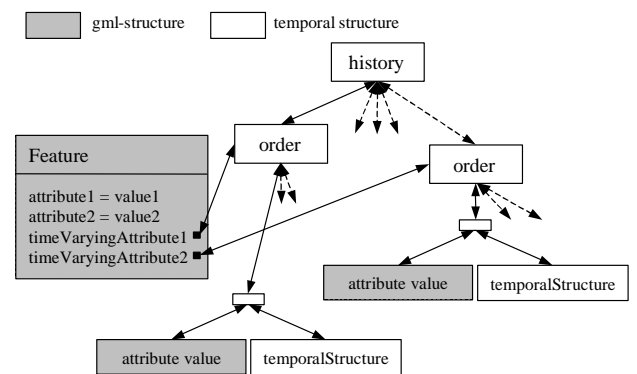 gml-structure
temporal structure
history
order
order
Feature
attribute1 = value1
attribute2 = value2
timeVaryingAttribute1
timeVaryingAttribute2
attribute value
temporalStructure
attribute value
temporalStructure